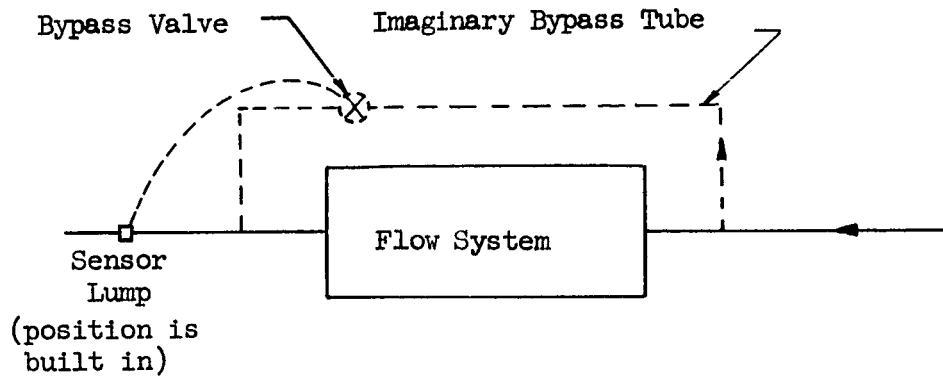 Bypass Valve
Imaginary Bypass Tube
Flow System
Sensor
Lump
(position is
built in)